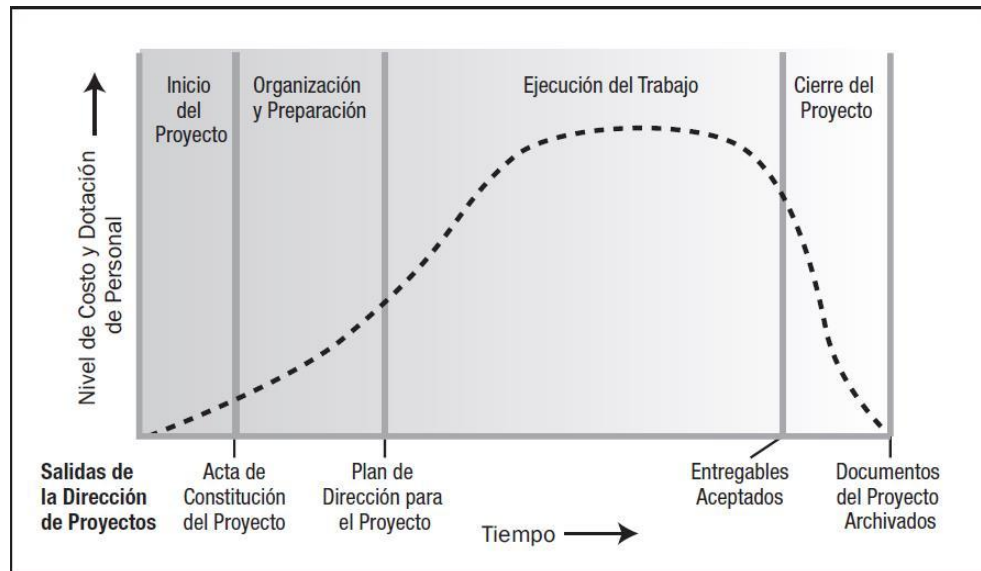 Inicio
del
Proyecto
Organización
y Preparación
Ejecución del Trabajo
Cierre del
Proyecto
Nivel de Costo y Dotación
de Personal
Salidas de
la Dirección
de Proyectos
Acta de
Constitución
del Proyecto
Plan de
Dirección para
el Proyecto
Entregables
Aceptados
Documentos
del Proyecto
Archivados
Tiempo